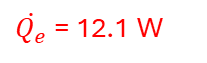 Q̇ₑ = 12.1 W